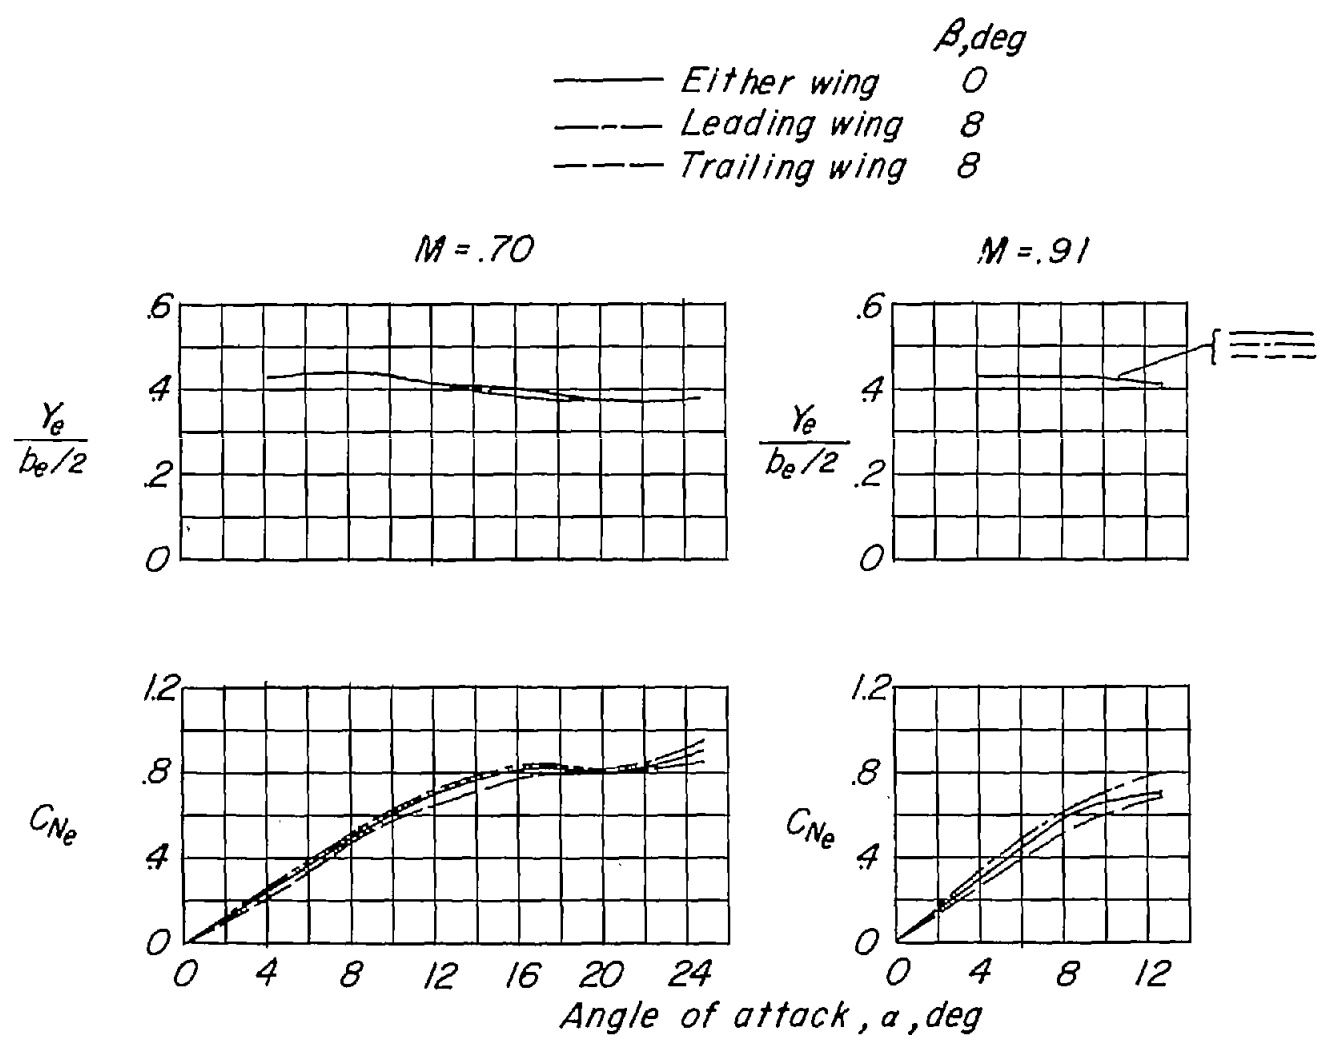 β,deg
Either wing 0
Leading wing 8
Trailing wing 8
M = .70
M = .91
.6
.4
.2
0
Ye
be/2
.6
.4
.2
0
Ye
be/2
1.2
.8
.4
0
CNe
0 4 8 12 16 20 24
1.2
.8
.4
0
CNe
0 4 8 12
Angle of attack, α, deg